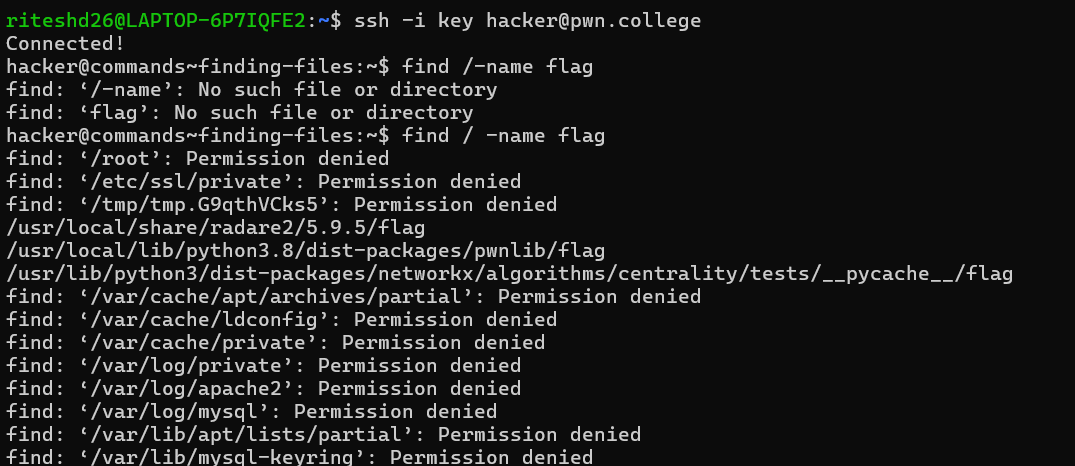 riteshd26@LAPTOP-6P7IQFE2:~$ ssh -i key hacker@pwn.college
Connected!
hacker@commands~finding-files:~$ find /-name flag
find: ‘/-name’: No such file or directory
find: ‘flag’: No such file or directory
hacker@commands~finding-files:~$ find / -name flag
find: ‘/root’: Permission denied
find: ‘/etc/ssl/private’: Permission denied
find: ‘/tmp/tmp.G9qthVCks5’: Permission denied
/usr/local/share/radare2/5.9.5/flag
/usr/local/lib/python3.8/dist-packages/pwnlib/flag
/usr/lib/python3/dist-packages/networkx/algorithms/centrality/tests/__pycache__/flag
find: ‘/var/cache/apt/archives/partial’: Permission denied
find: ‘/var/cache/ldconfig’: Permission denied
find: ‘/var/cache/private’: Permission denied
find: ‘/var/log/private’: Permission denied
find: ‘/var/log/apache2’: Permission denied
find: ‘/var/log/mysql’: Permission denied
find: ‘/var/lib/apt/lists/partial’: Permission denied
find: ‘/var/lib/mysql-keyring’: Permission denied